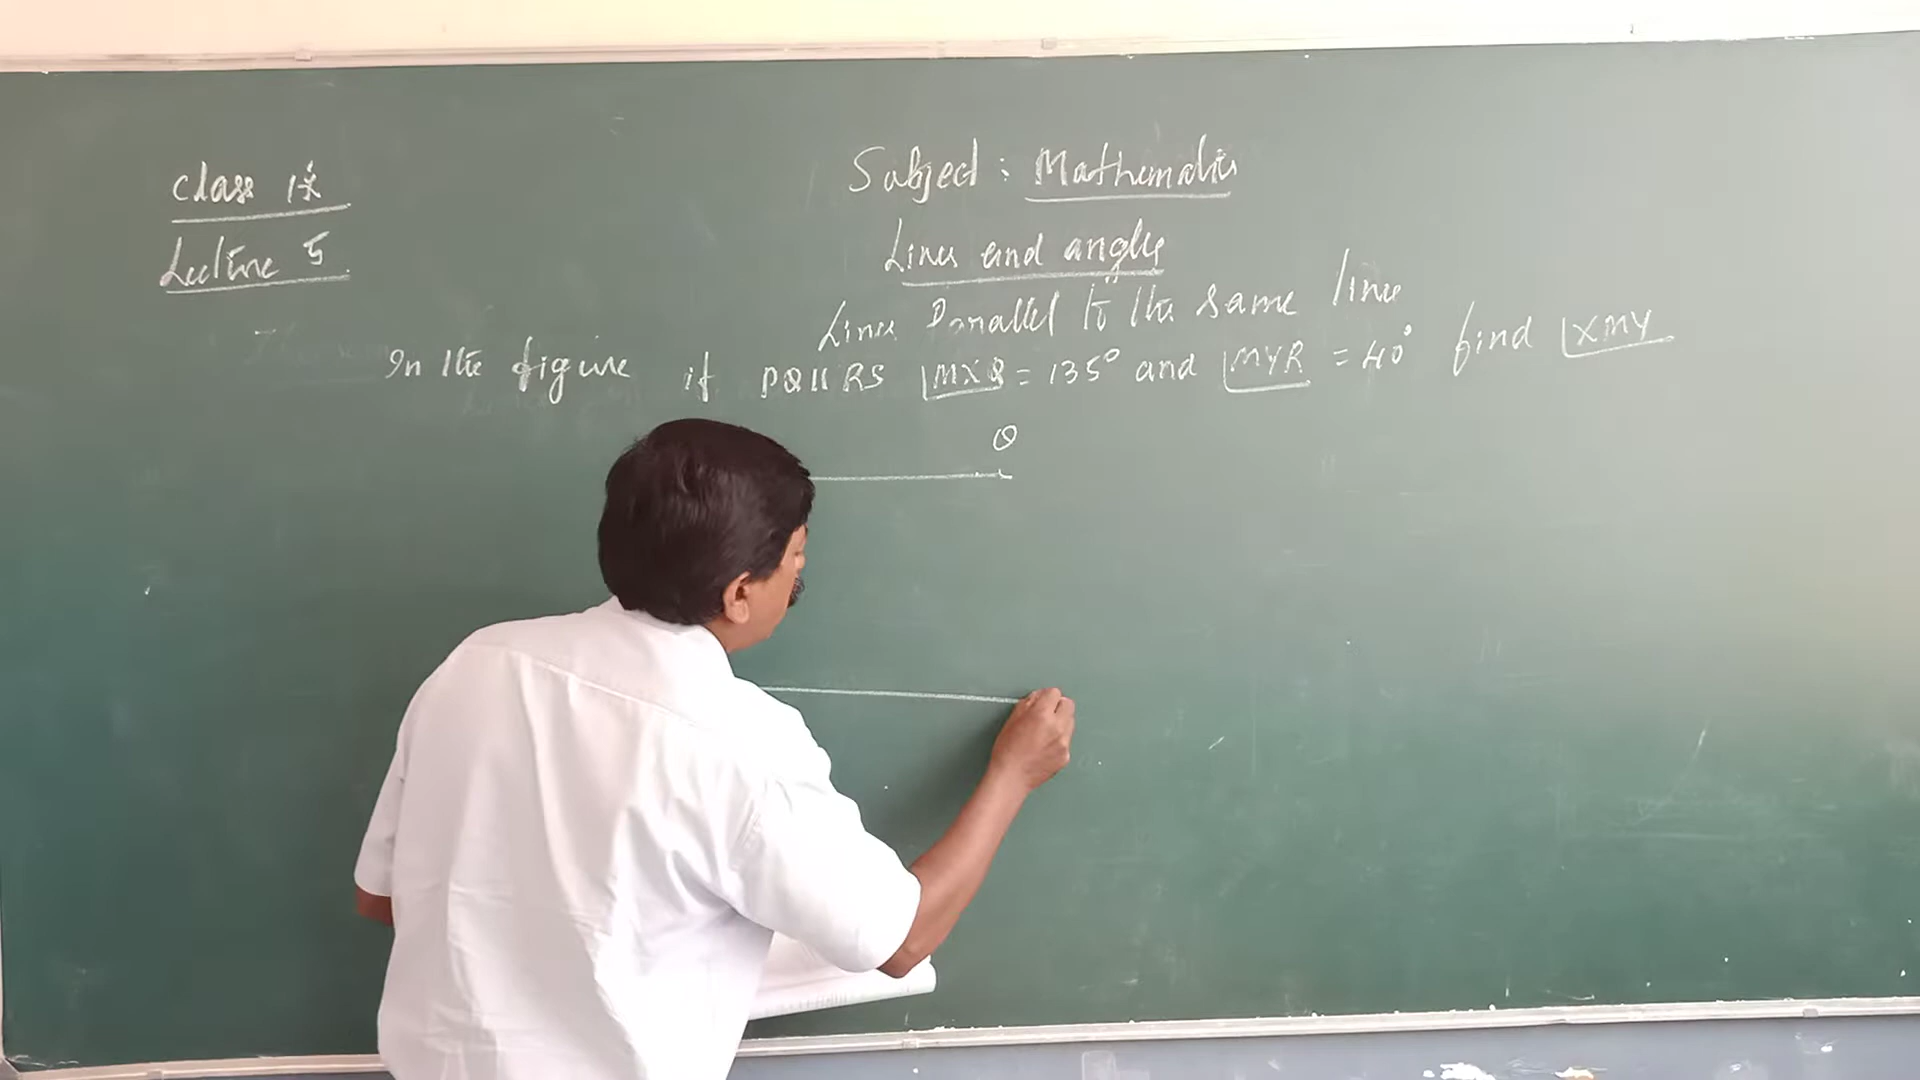 Class IX
Lecture 5
Subject : Mathematics
Lines and angles
Lines Parallel to the same line
In the figure if PQ || RS ∠MXQ = 135° and ∠MYR = 40° find ∠XMY
Q